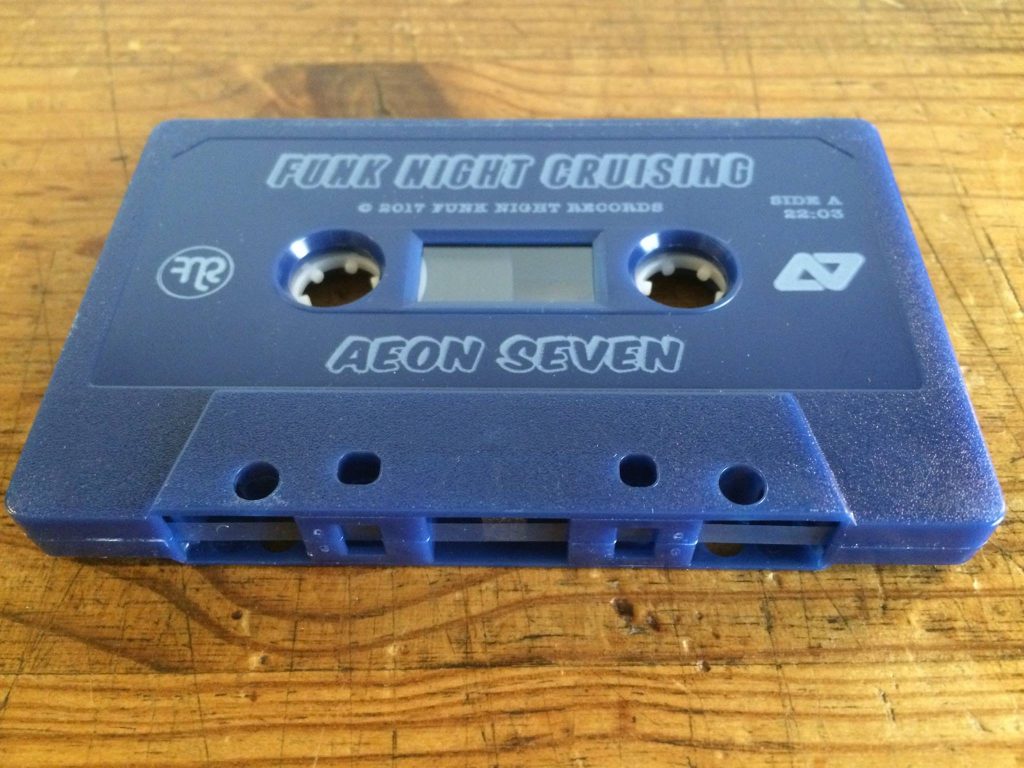 FUNK NIGHT CRUISING
© 2017 FUNK NIGHT RECORDS
SIDE A
22:03
AEON SEVEN